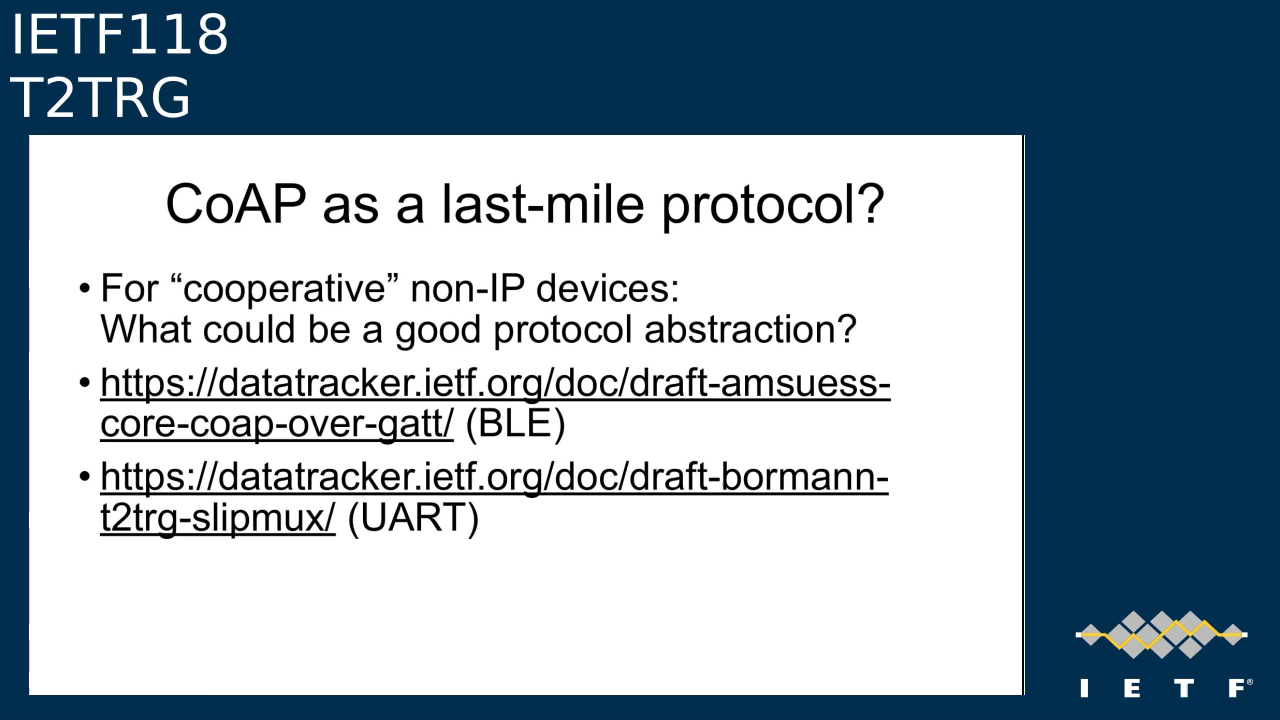 IETF118
T2TRG
CoAP as a last-mile protocol?
• For “cooperative” non-IP devices:
What could be a good protocol abstraction?
• https://datatracker.ietf.org/doc/draft-amsuess-
core-coap-over-gatt/ (BLE)
• https://datatracker.ietf.org/doc/draft-bormann-
t2trg-slipmux/ (UART)
I E T F®